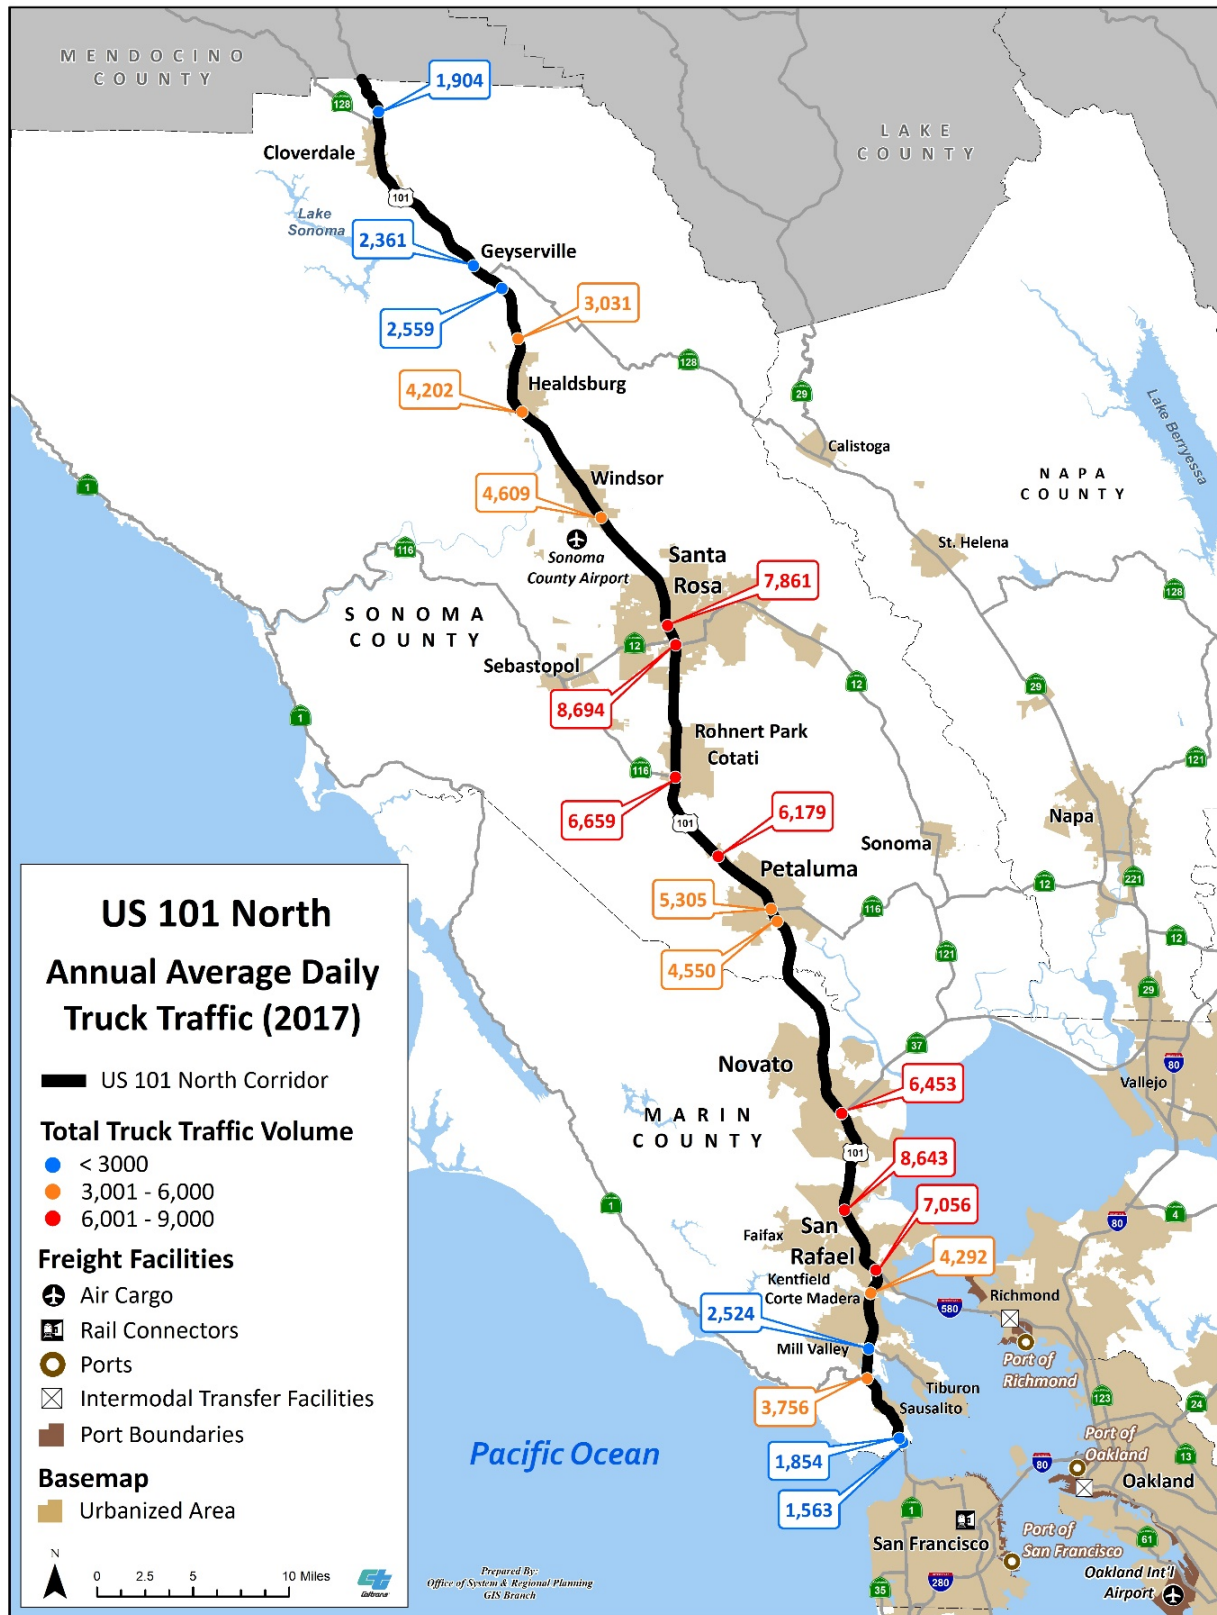 MENDOCINO
COUNTY
1,904
128
LAKE
COUNTY
Cloverdale
101
Lake
Sonoma
2,361
Geyserville
2,559
3,031
128
29
4,202
Healdsburg
Lake Berryessa
Calistoga
Windsor
NAPA
COUNTY
1
4,609
116
Sonoma
County Airport
St. Helena
Santa
Rosa
7,861
128
SONOMA
COUNTY
12
Sebastopol
12
29
8,694
1
Rohnert Park
Cotati
116
121
6,659
101
6,179
Sonoma
Napa
Petaluma
221
12
5,305
116
4,550
12
121
29
US 101 North
Annual Average Daily
Truck Traffic (2017)
US 101 North Corridor
Total Truck Traffic Volume
< 3000
3,001 - 6,000
6,001 - 9,000
Freight Facilities
Air Cargo
Rail Connectors
Ports
Intermodal Transfer Facilities
Port Boundaries
Basemap
Urbanized Area
N
0 2.5 5 10 Miles
Caltrans
37
Novato
80
Vallejo
6,453
MARIN
COUNTY
101
8,643
1
7,056
4
80
San
Rafael
Faifax
4,292
Kentfield
Corte Madera
580
Richmond
2,524
Mill Valley
Port of
Richmond
Tiburon
Sausalito
3,756
123
24
Pacific Ocean
1,854
Port of
Oakland
13
80
Oakland
1,563
1
San Francisco
Port of
San Francisco
61
Oakland Int'l
Airport
280
35
Prepared By:
Office of System & Regional Planning
GIS Branch